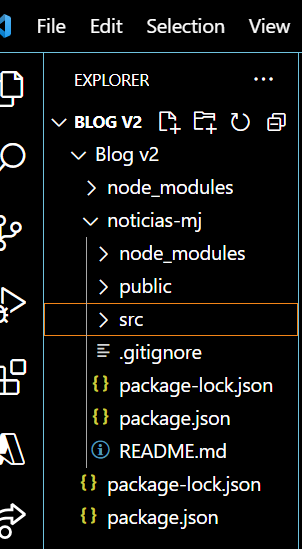 File Edit Selection View
EXPLORER
BLOG V2
Blog v2
node_modules
noticias-mj
node_modules
public
src
.gitignore
package-lock.json
package.json
README.md
package-lock.json
package.json